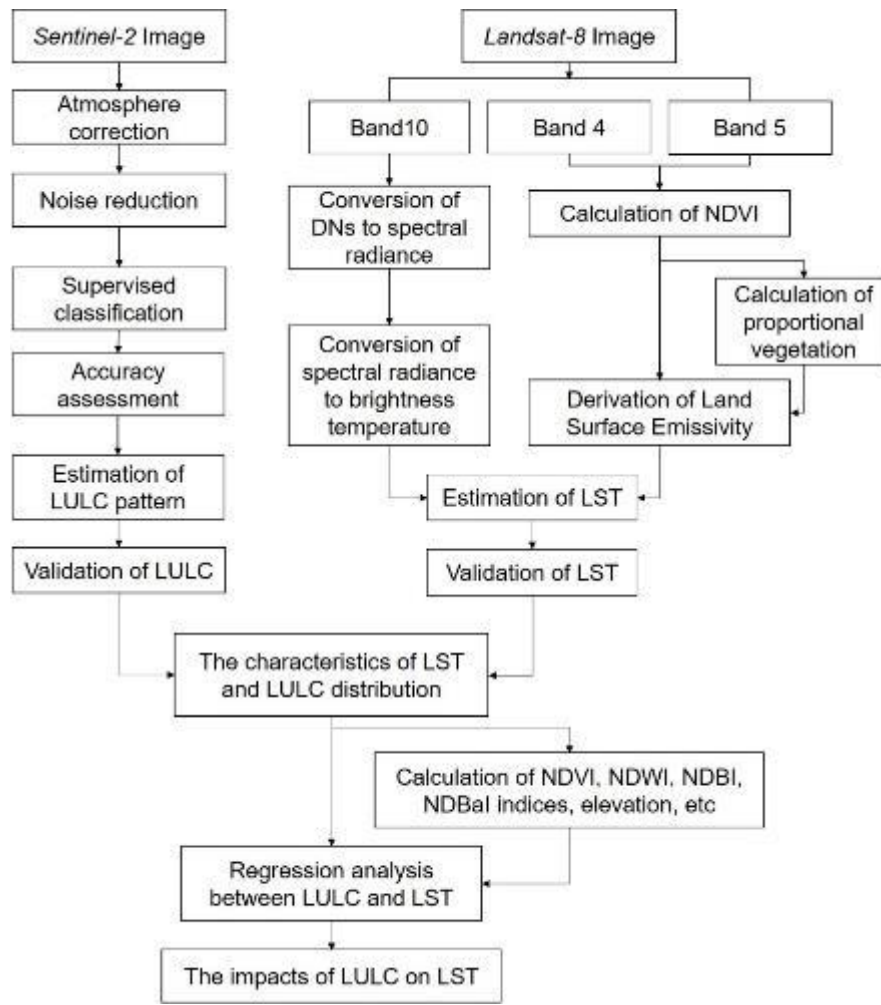 Sentinel-2 Image
Atmosphere
correction
Noise reduction
Supervised
classification
Accuracy
assessment
Estimation of
LULC pattern
Validation of LULC
Landsat-8 Image
Band10
Band 4
Band 5
Conversion of
DNs to spectral
radiance
Calculation of NDVI
Calculation of
proportional
vegetation
Conversion of
spectral radiance
to brightness
temperature
Derivation of Land
Surface Emissivity
Estimation of LST
Validation of LST
The characteristics of LST
and LULC distribution
Calculation of NDVI, NDWI, NDBI,
NDBaI indices, elevation, etc
Regression analysis
between LULC and LST
The impacts of LULC on LST